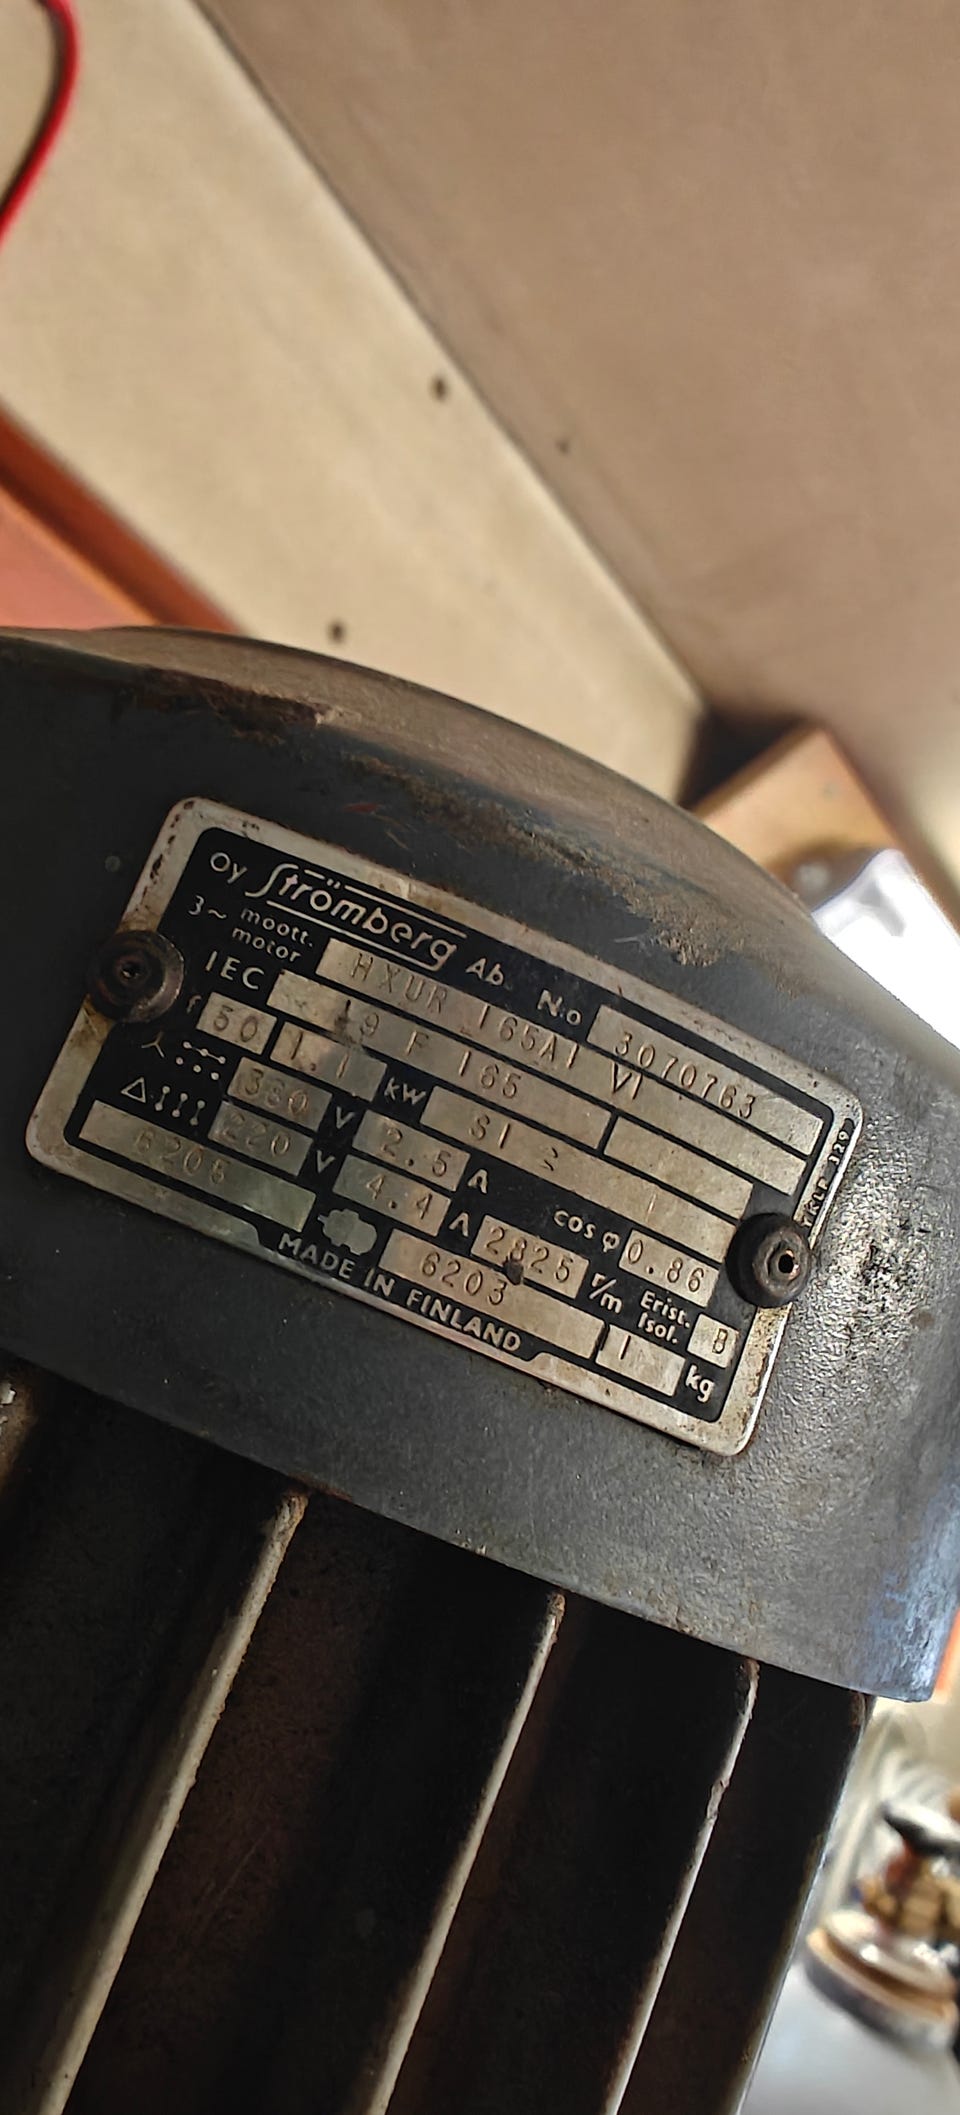 Oy Strömberg Ab. No 3070763
3~ moott. motor HXUR 165A1 V1
IEC 19 F 165
f 50 1.1 kW S1
380 V 2.5 A cos φ 0.86
Δ 220 V 4.4 A 2825 r/m Erist. Isol. B
6205 6203 kg
MADE IN FINLAND